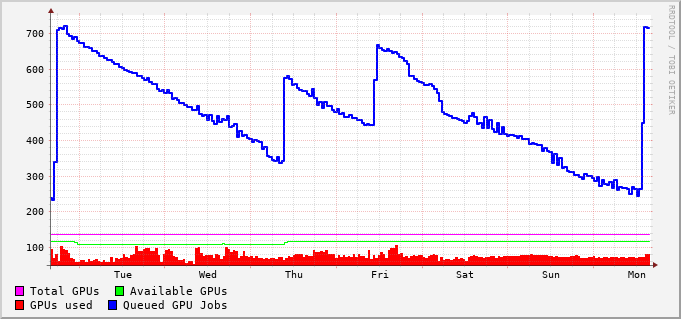 700
600
500
400
300
200
100
Tue Wed Thu Fri Sat Sun Mon
Total GPUs Available GPUs
GPUs used Queued GPU Jobs
RRDTOOL / TOBI OETIKER